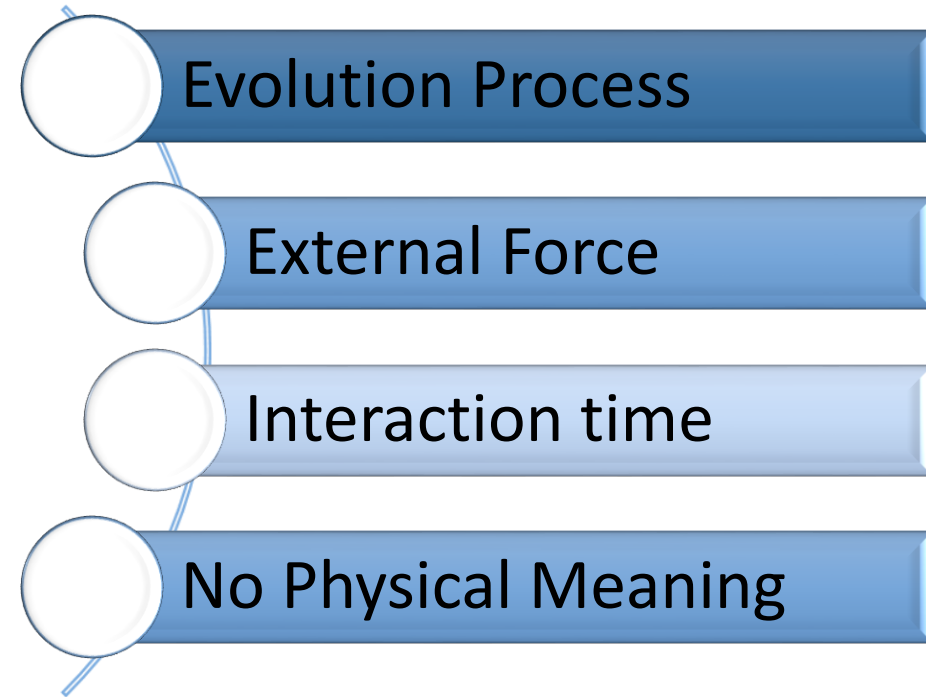 Evolution Process
External Force
Interaction time
No Physical Meaning